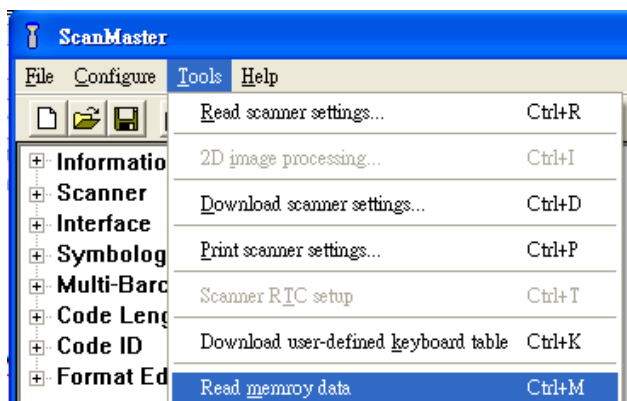 ScanMaster
File Configure Tools Help
Read scanner settings... Ctrl+R
2D image processing... Ctrl+I
Download scanner settings... Ctrl+D
Print scanner settings... Ctrl+P
Scanner RTC setup Ctrl+T
Download user-defined keyboard table Ctrl+K
Read memroy data Ctrl+M
Informatio
Scanner
Interface
Symbolog
Multi-Barc
Code Leng
Code ID
Format Ed